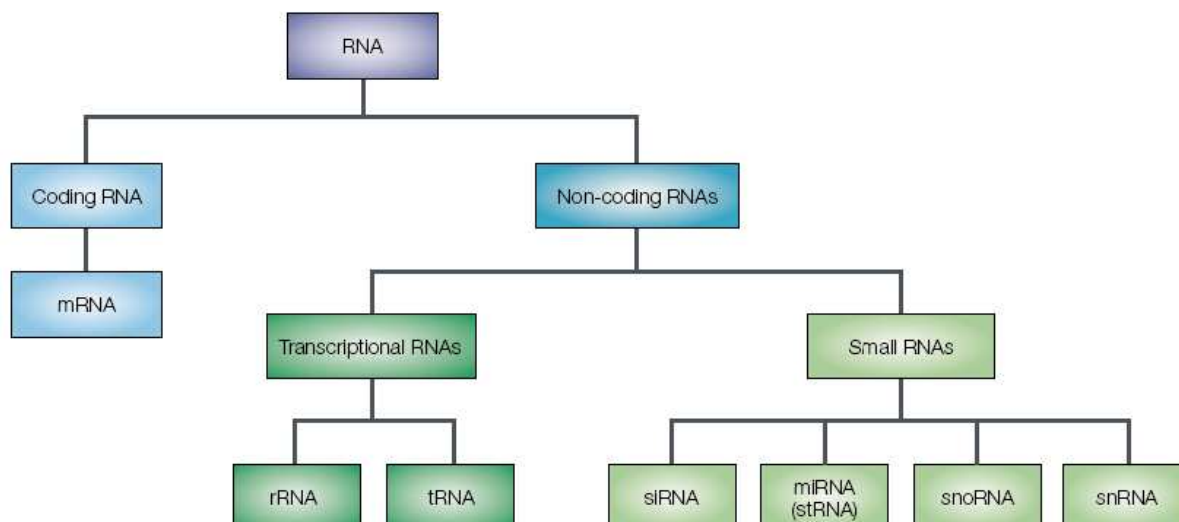 RNA
Coding RNA
Non-coding RNAs
mRNA
Transcriptional RNAs
Small RNAs
rRNA
tRNA
siRNA
miRNA
(stRNA)
snoRNA
snRNA